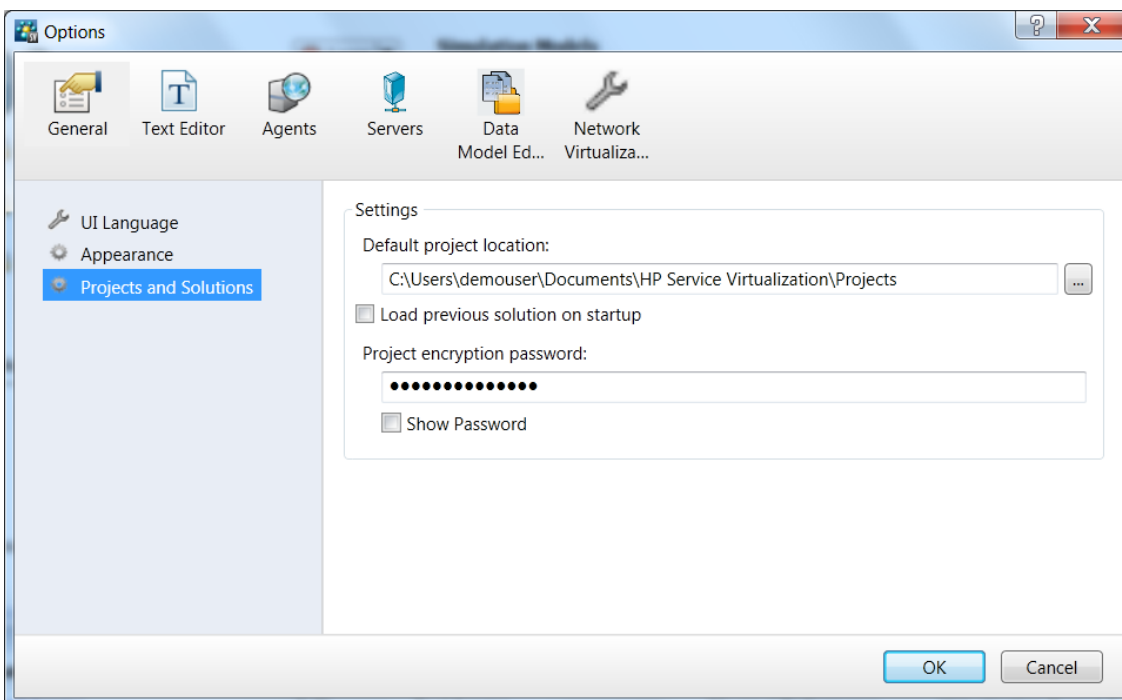 Options
General
Text Editor
Agents
Servers
Data
Model Ed...
Network
Virtualiza...
UI Language
Appearance
Projects and Solutions
Settings
Default project location:
C:\Users\demouser\Documents\HP Service Virtualization\Projects
...
Load previous solution on startup
Project encryption password:
●●●●●●●●●●●●●●
Show Password
OK
Cancel